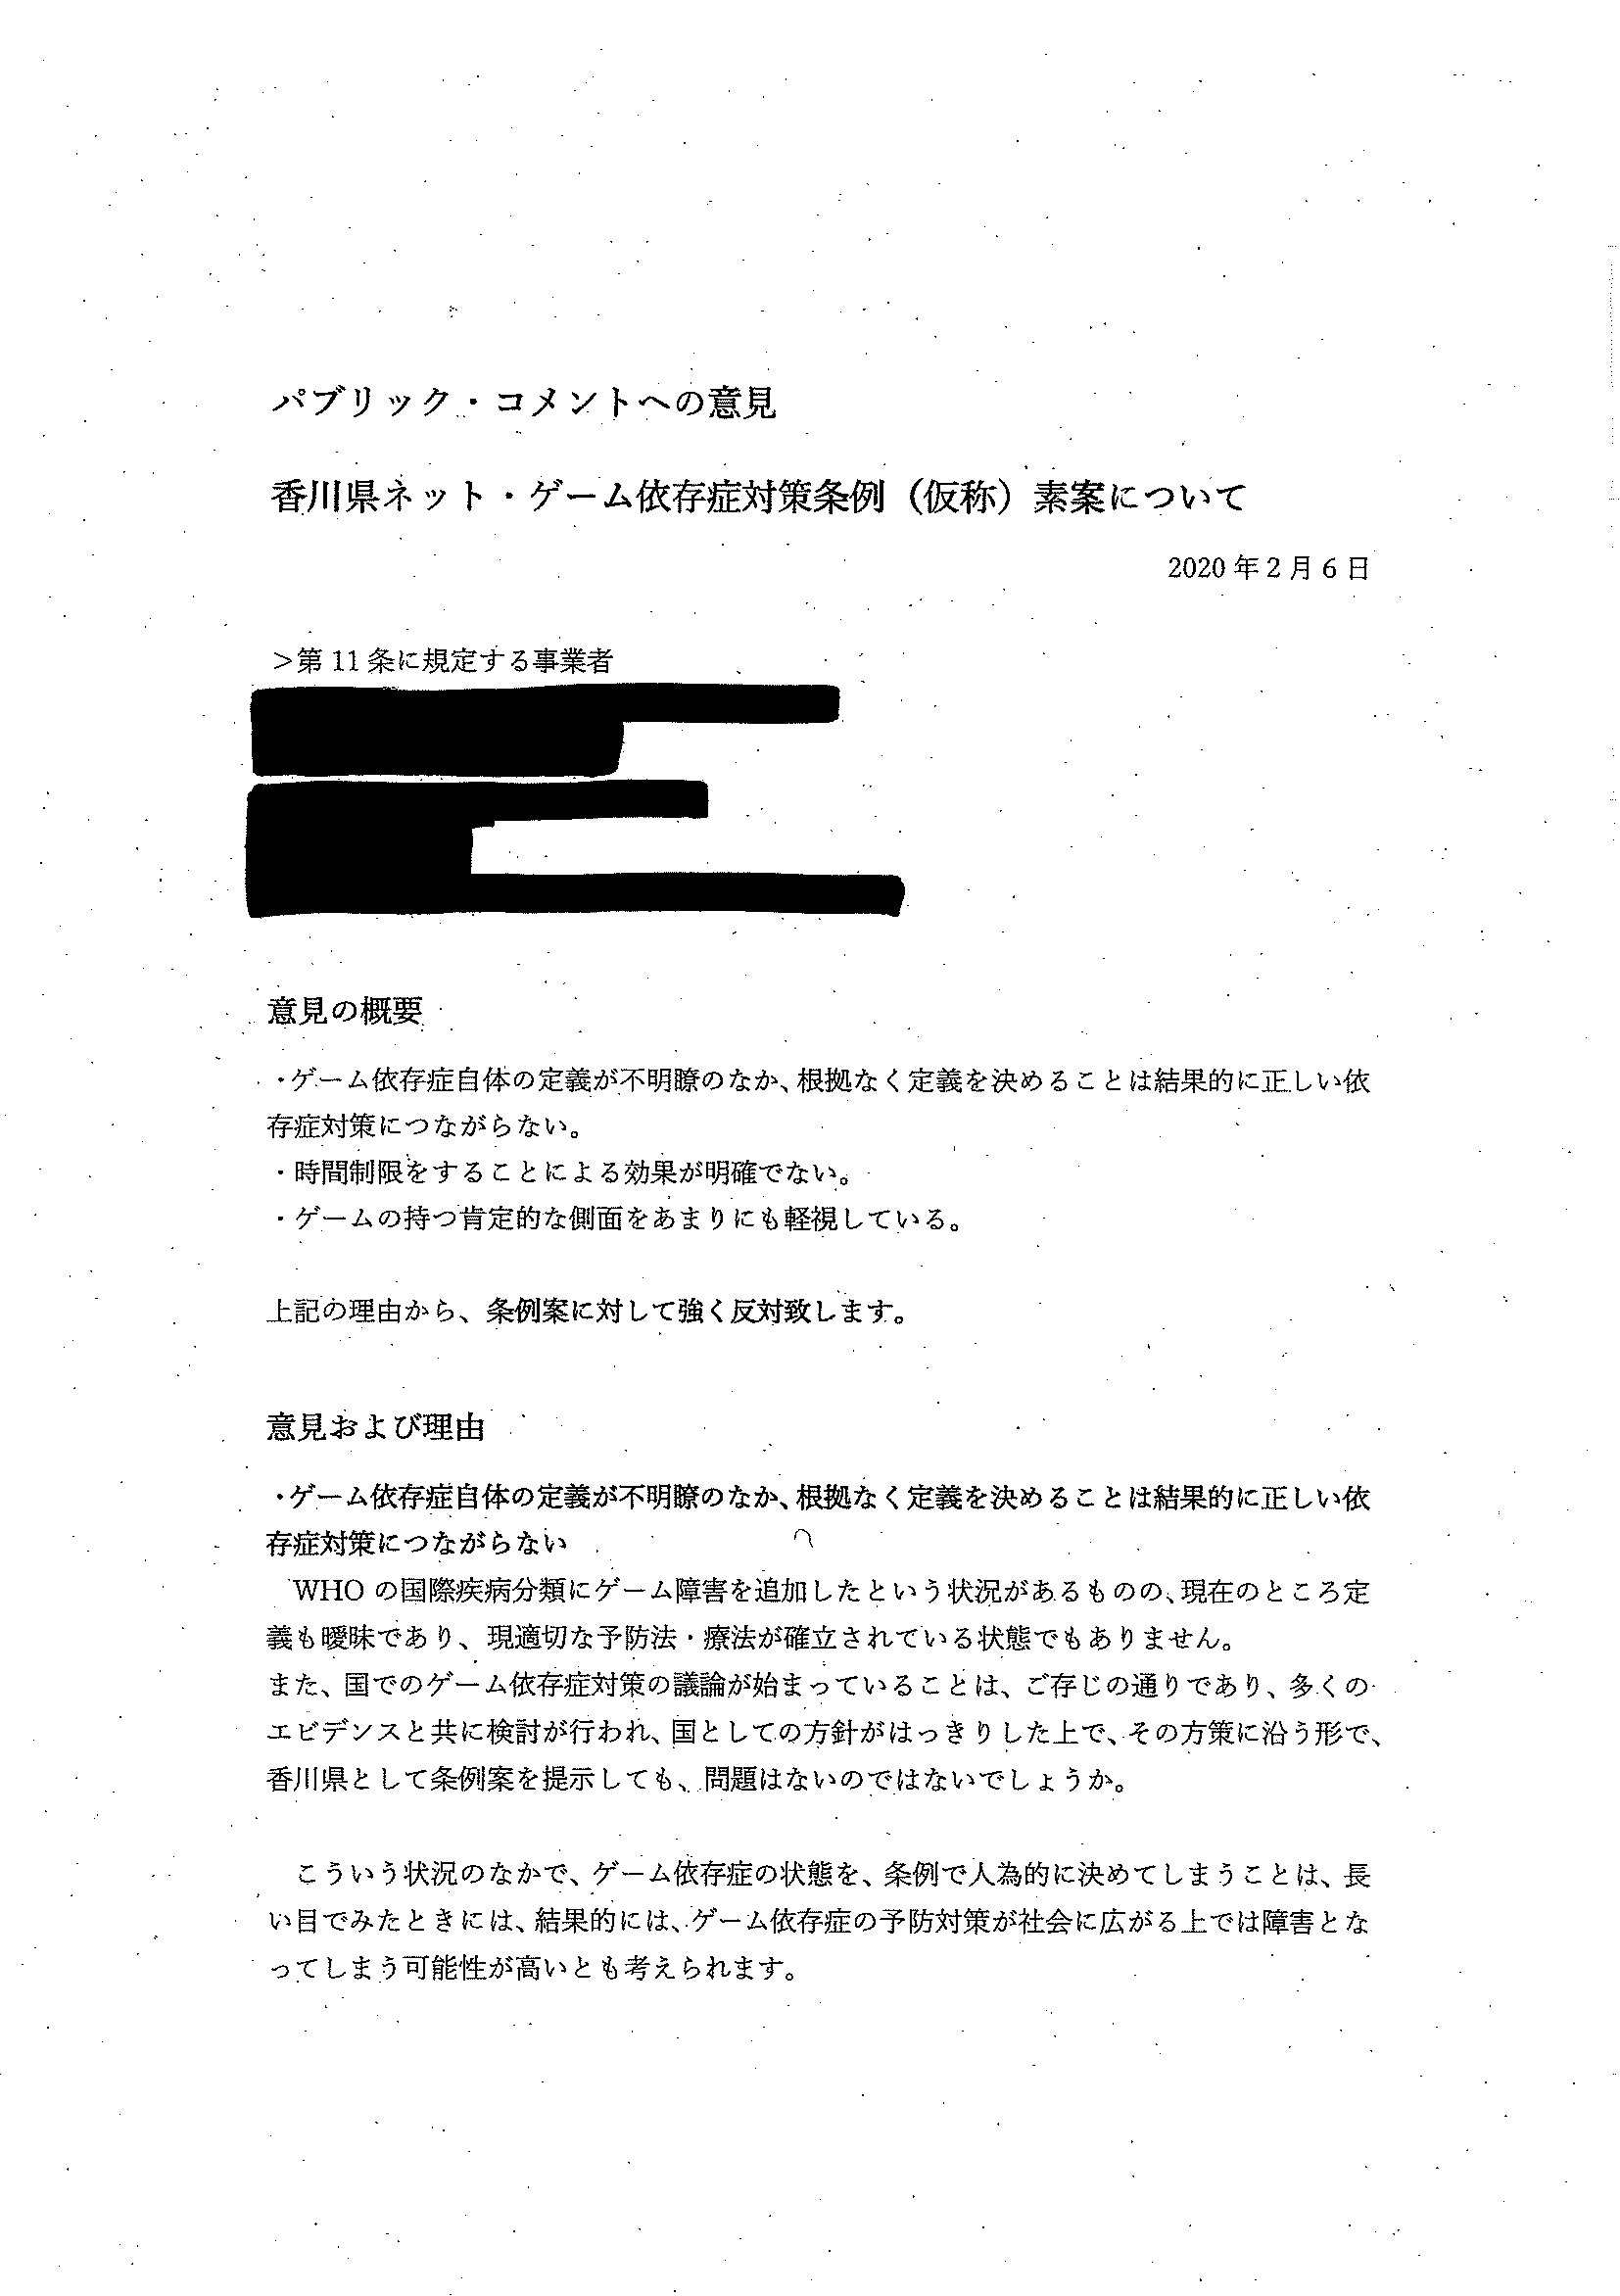 パブリック・コメントへの意見
香川県ネット・ゲーム依存症対策条例（仮称）素案について
2020年2月6日
＞第11条に規定する事業者
意見の概要
・ゲーム依存症自体の定義が不明瞭のなか、根拠なく定義を決めることは結果的に正しい依
存症対策につながらない。
・時間制限をすることによる効果が明確でない。
・ゲームの持つ肯定的な側面をあまりにも軽視している。
上記の理由から、条例案に対して強く反対致します。
意見および理由
・ゲーム依存症自体の定義が不明瞭のなか、根拠なく定義を決めることは結果的に正しい依
存症対策につながらない
WHOの国際疾病分類にゲーム障害を追加したという状況があるものの、現在のところ定
義も曖昧であり、現適切な予防法・療法が確立されている状態でもありません。
また、国でのゲーム依存症対策の議論が始まっていることは、ご存じの通りであり、多くの
エビデンスと共に検討が行われ、国としての方針がはっきりした上で、その方策に沿う形で、
香川県として条例案を提示しても、問題はないのではないでしょうか。
こういう状況のなかで、ゲーム依存症の状態を、条例で人為的に決めてしまうことは、長
い目でみたときには、結果的には、ゲーム依存症の予防対策が社会に広がる上では障害とな
ってしまう可能性が高いとも考えられます。